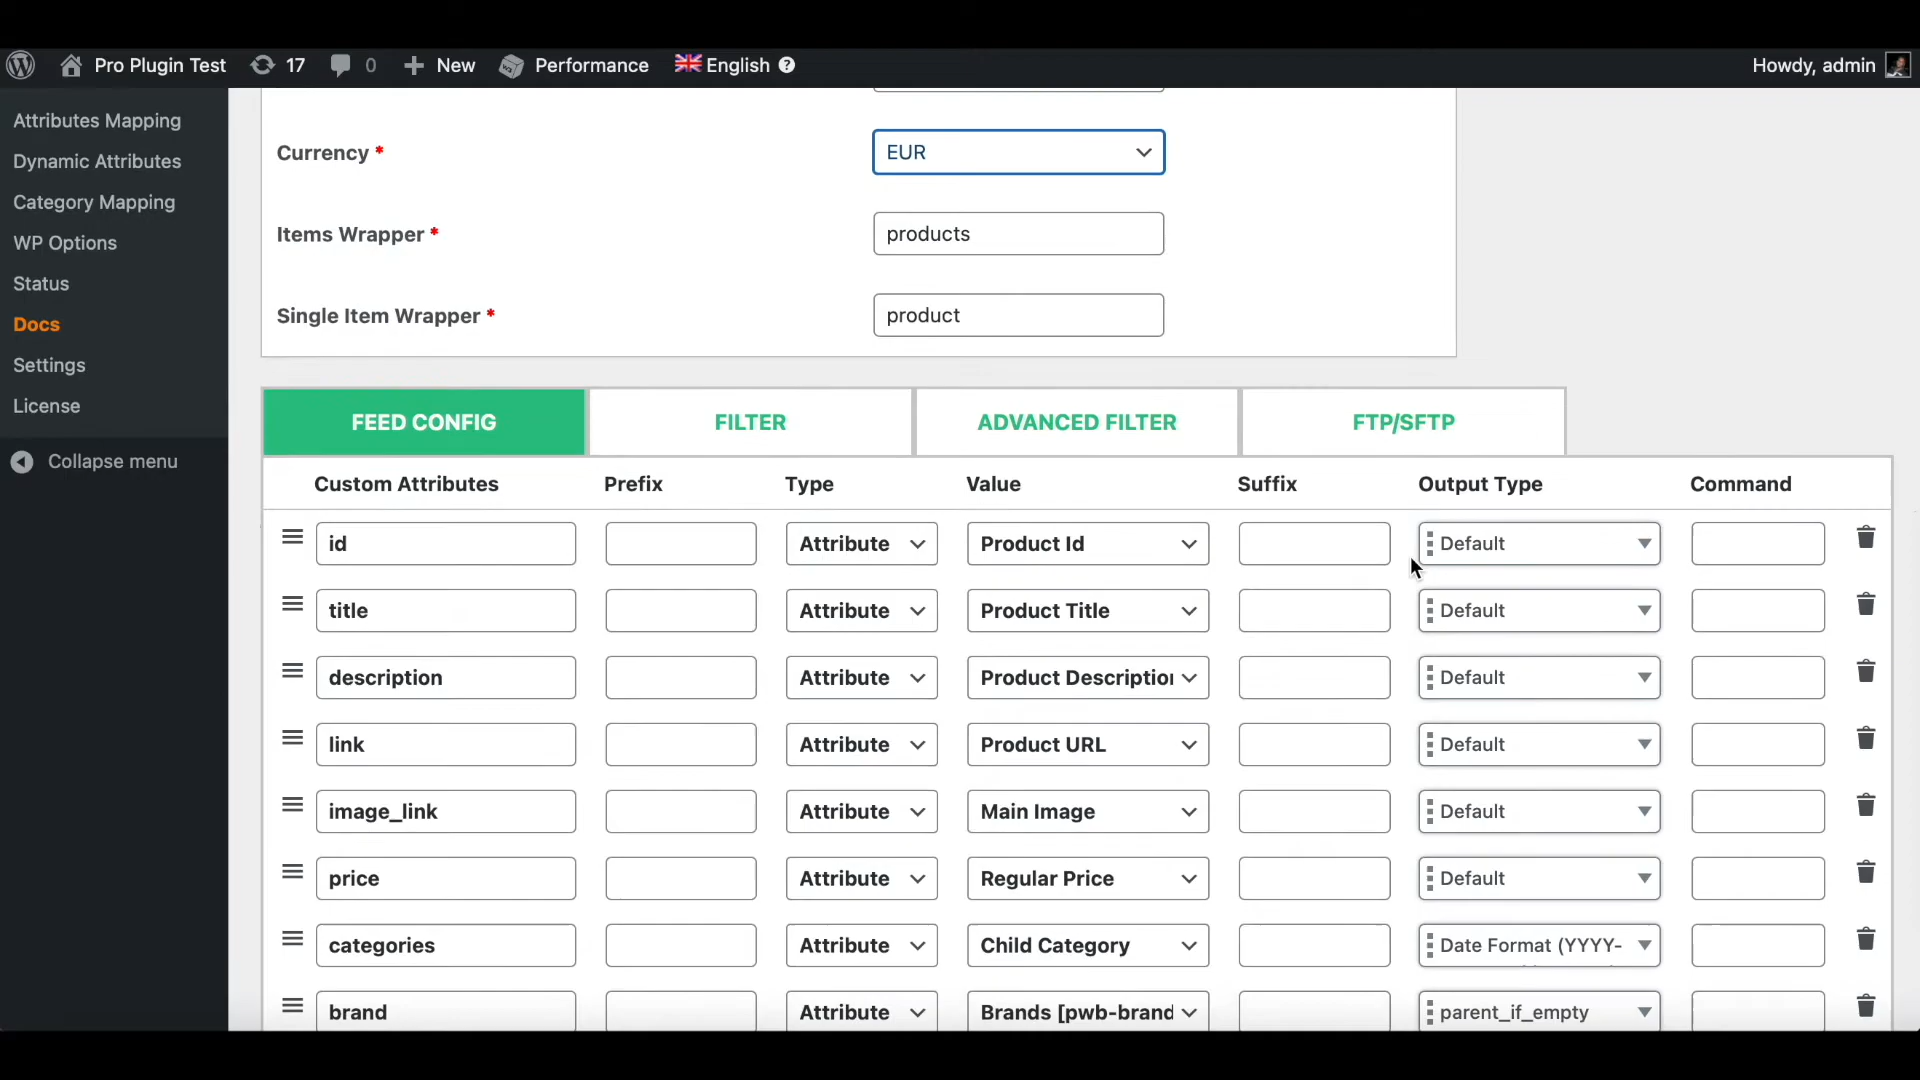 Pro Plugin Test 17 0 New Performance English ? Howdy, admin
Attributes Mapping
Dynamic Attributes
Category Mapping
WP Options
Status
Docs
Settings
License
Collapse menu
Currency * EUR
Items Wrapper * products
Single Item Wrapper * product
FEED CONFIG FILTER ADVANCED FILTER FTP/SFTP
Custom Attributes Prefix Type Value Suffix Output Type Command
id Attribute Product Id Default
title Attribute Product Title Default
description Attribute Product Description Default
link Attribute Product URL Default
image_link Attribute Main Image Default
price Attribute Regular Price Default
categories Attribute Child Category Date Format (YYYY-
brand Attribute Brands [pwb-brand parent_if_empty